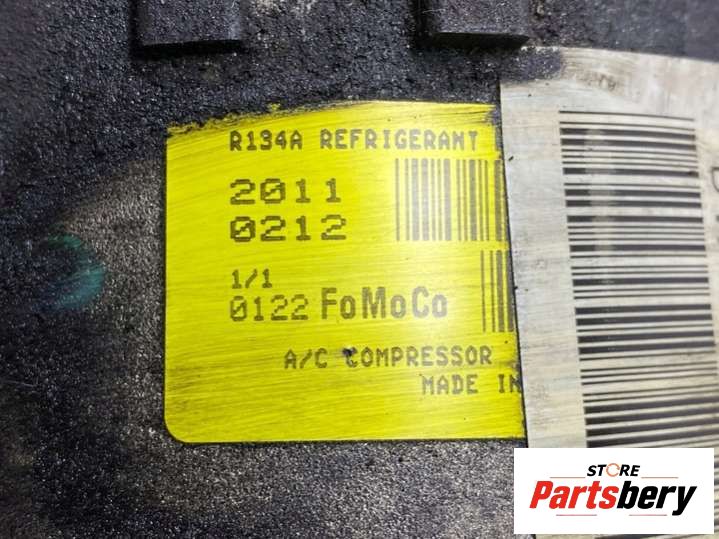 R134A REFRIGERANT
2011
0212
1/1
0122 FoMoCo
A/C COMPRESSOR
MADE IN
STORE
Partsbery